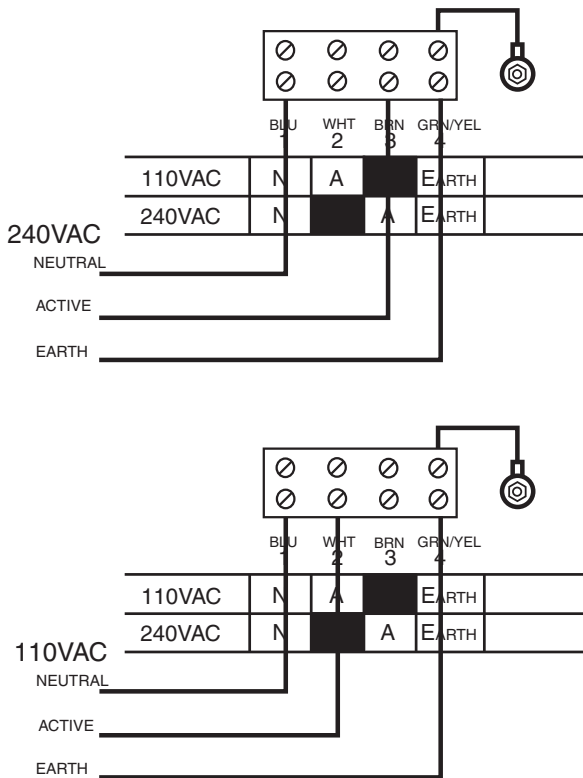 BLU WHT BRN GRN/YEL
1 2 3 4
110VAC N A EARTH
240VAC N A EARTH
240VAC
NEUTRAL
ACTIVE
EARTH
BLU WHT BRN GRN/YEL
1 2 3 4
110VAC N A EARTH
240VAC N A EARTH
110VAC
NEUTRAL
ACTIVE
EARTH